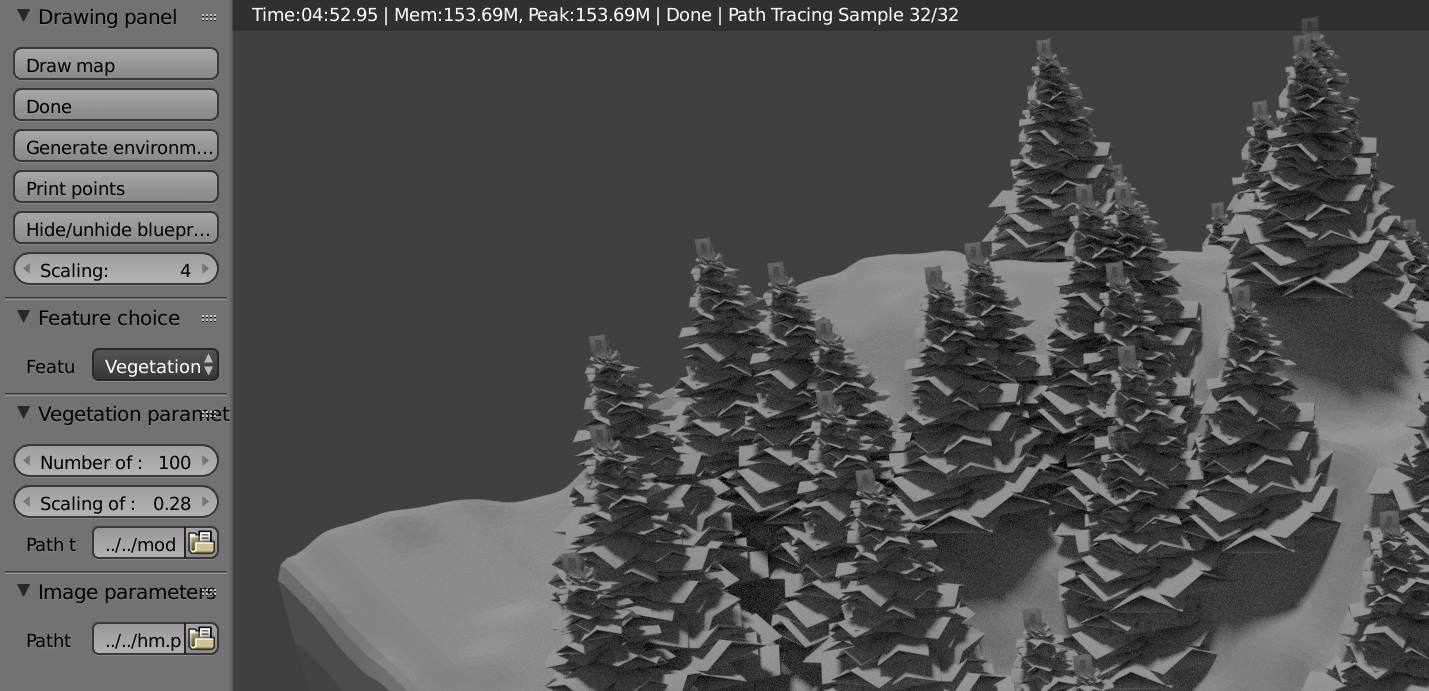 Drawing panel
Time:04:52.95 | Mem:153.69M, Peak:153.69M | Done | Path Tracing Sample 32/32
Draw map
Done
Generate environm...
Print points
Hide/unhide bluepr...
Scaling: 4
Feature choice
Featu Vegetation
Vegetation paramet
Number of : 100
Scaling of : 0.28
Path t ../../mod
Image parameters
Patht ../../hm.p